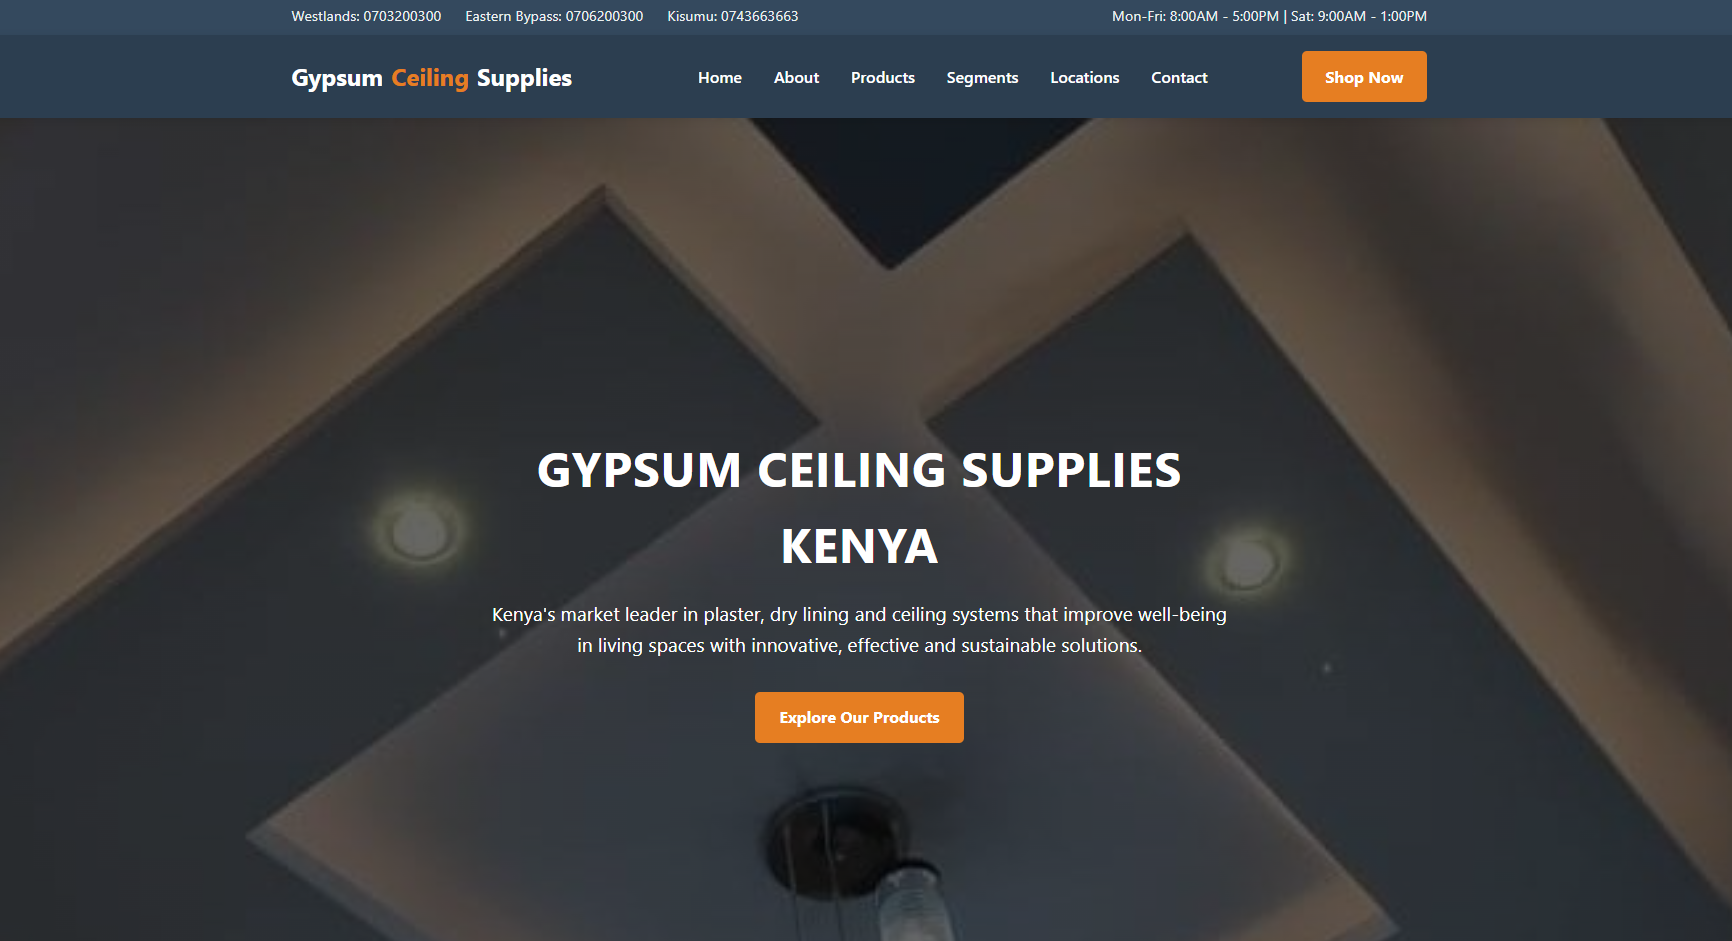 Westlands: 0703200300 Eastern Bypass: 0706200300 Kisumu: 0743663663 Mon-Fri: 8:00AM - 5:00PM | Sat: 9:00AM - 1:00PM
Gypsum Ceiling Supplies Home About Products Segments Locations Contact Shop Now
GYPSUM CEILING SUPPLIES
KENYA
Kenya's market leader in plaster, dry lining and ceiling systems that improve well-being
in living spaces with innovative, effective and sustainable solutions.
Explore Our Products